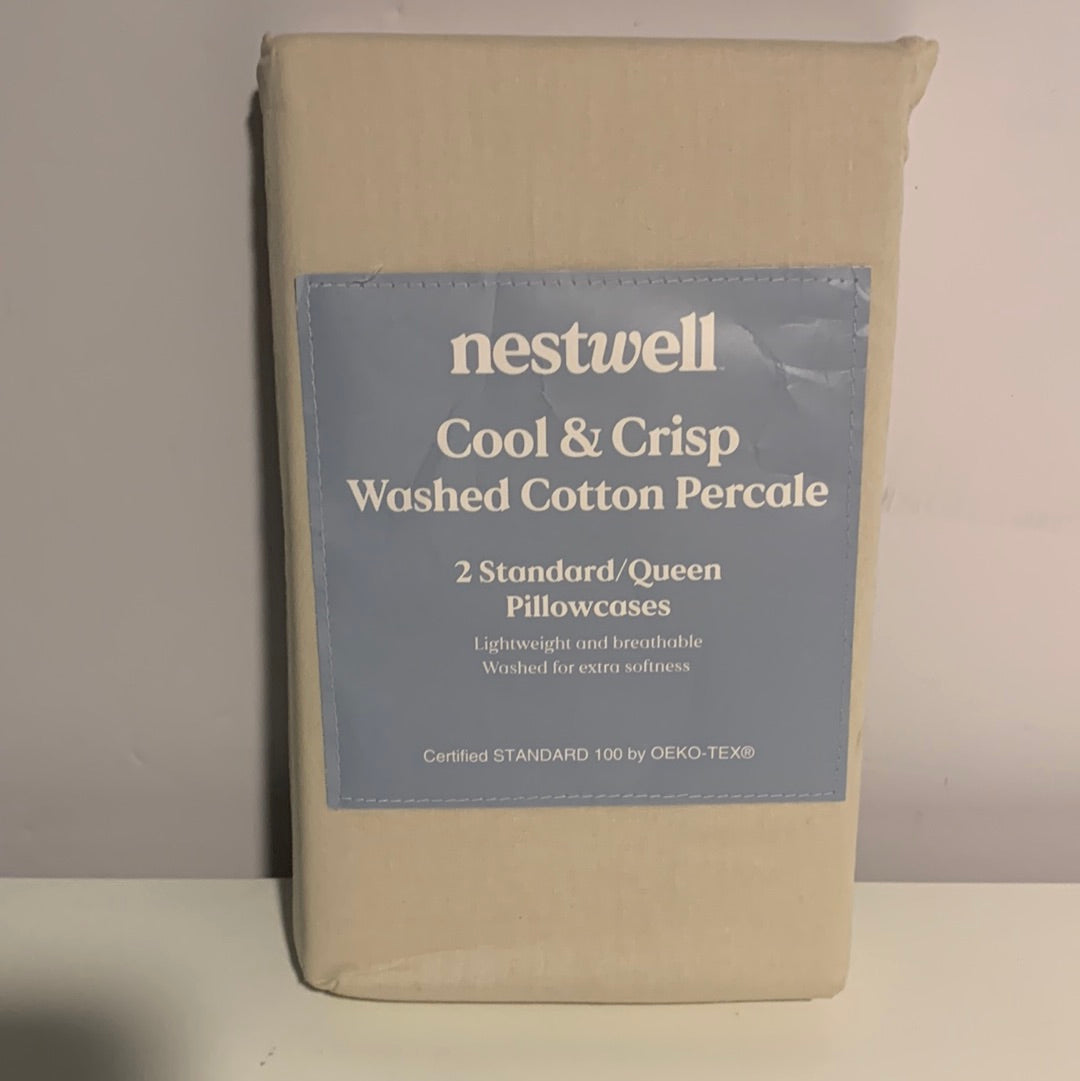 nestwell
Cool & Crisp
Washed Cotton Percale
2 Standard/Queen
Pillowcases
Lightweight and breathable
Washed for extra softness
Certified STANDARD 100 by OEKO-TEX®